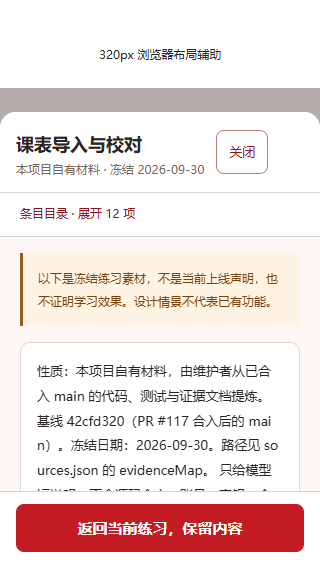 320px 浏览器布局辅助
课表导入与校对
本项目自有材料 · 冻结 2026-09-30
关闭
条目目录 · 展开 12 项
以下是冻结练习素材，不是当前上线声明，也
不证明学习效果。设计情景不代表已有功能。
性质：本项目自有材料，由维护者从已合
入 main 的代码、测试与证据文档提炼。
基线 42cfd320（PR #117 合入后的 mai
n）。冻结日期：2026-09-30。路径见 so
urces.json 的 evidenceMap。 只给模型
返回当前练习，保留内容